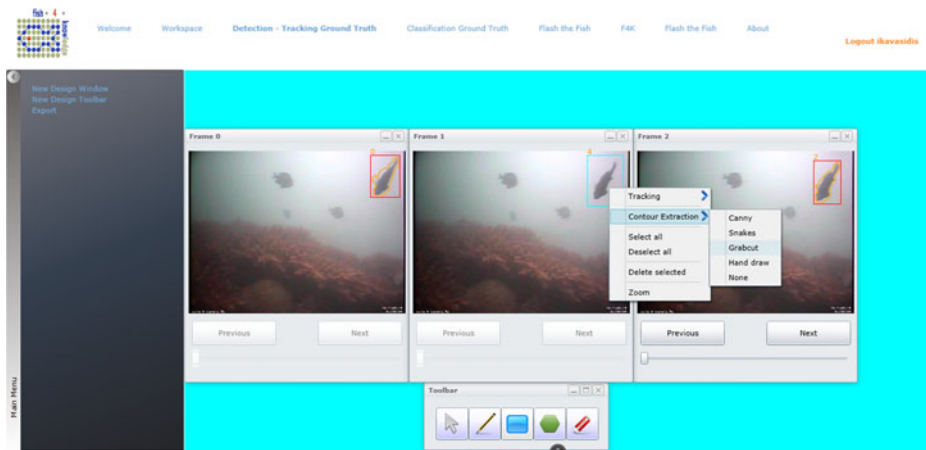 fish - 4 - knowledge
Welcome Workspace Detection - Tracking Ground Truth Classification Ground Truth Flash the Fish F4K Flash the Fish About
Logout ikavasidis
New Design Window
New Design Toolbar
Export
Main Menu
Frame 0 Frame 1 Frame 2
Tracking
Contour Extraction
Select all
Deselect all
Delete selected
Zoom
Canny
Snakes
Grabcut
Hand draw
None
Previous Next Previous Next Previous Next
Toolbar